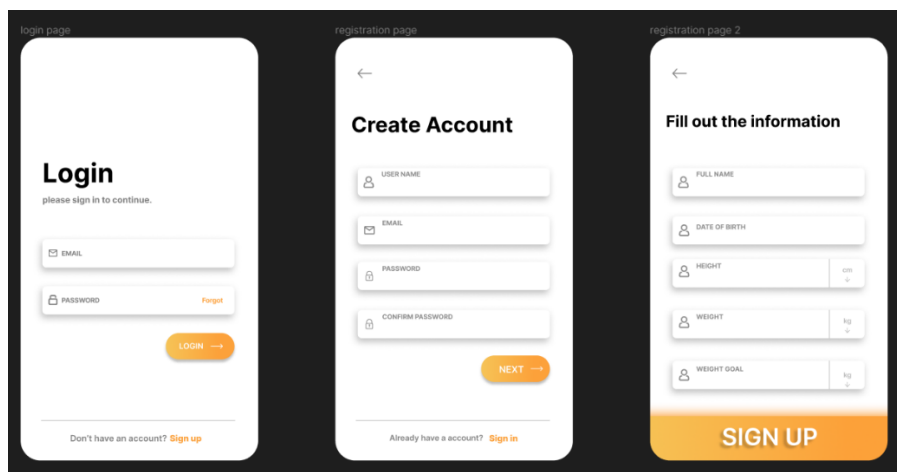 login page
Login
please sign in to continue.
EMAIL
PASSWORD
Forgot
LOGIN
Don't have an account? Sign up
registration page
Create Account
USER NAME
EMAIL
PASSWORD
CONFIRM PASSWORD
NEXT
Already have a account? Sign in
registration page 2
Fill out the information
FULL NAME
DATE OF BIRTH
HEIGHT
cm
WEIGHT
kg
WEIGHT GOAL
kg
SIGN UP